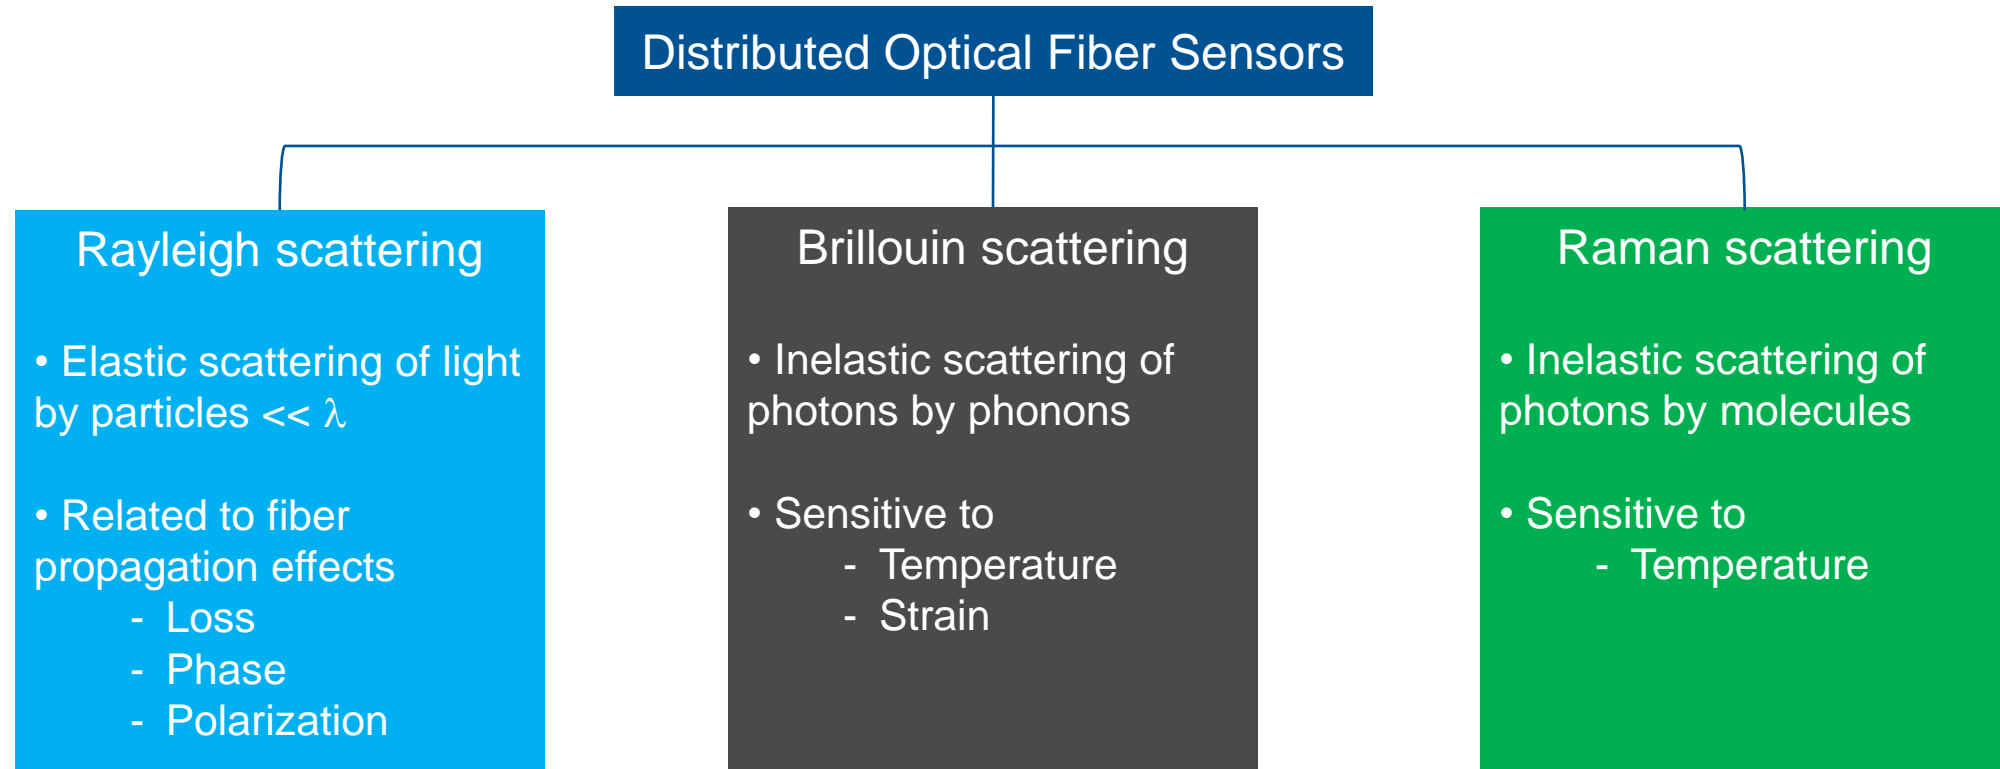 Distributed Optical Fiber Sensors
Rayleigh scattering
• Elastic scattering of light
by particles << λ
• Related to fiber
propagation effects
- Loss
- Phase
- Polarization
Brillouin scattering
• Inelastic scattering of
photons by phonons
• Sensitive to
- Temperature
- Strain
Raman scattering
• Inelastic scattering of
photons by molecules
• Sensitive to
- Temperature